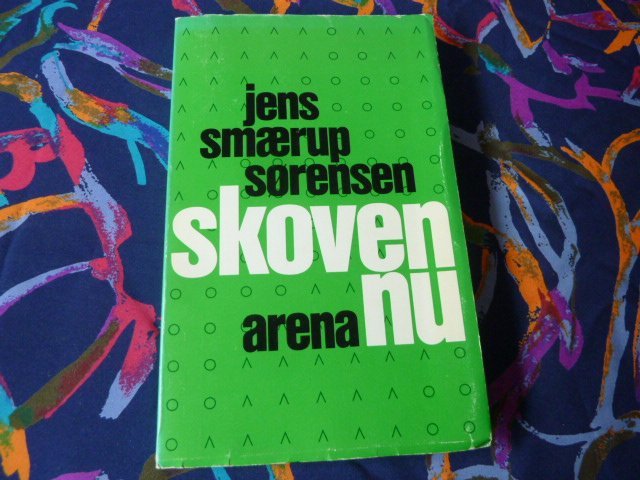 jens
smærup
sørensen
skoven
nu
arena